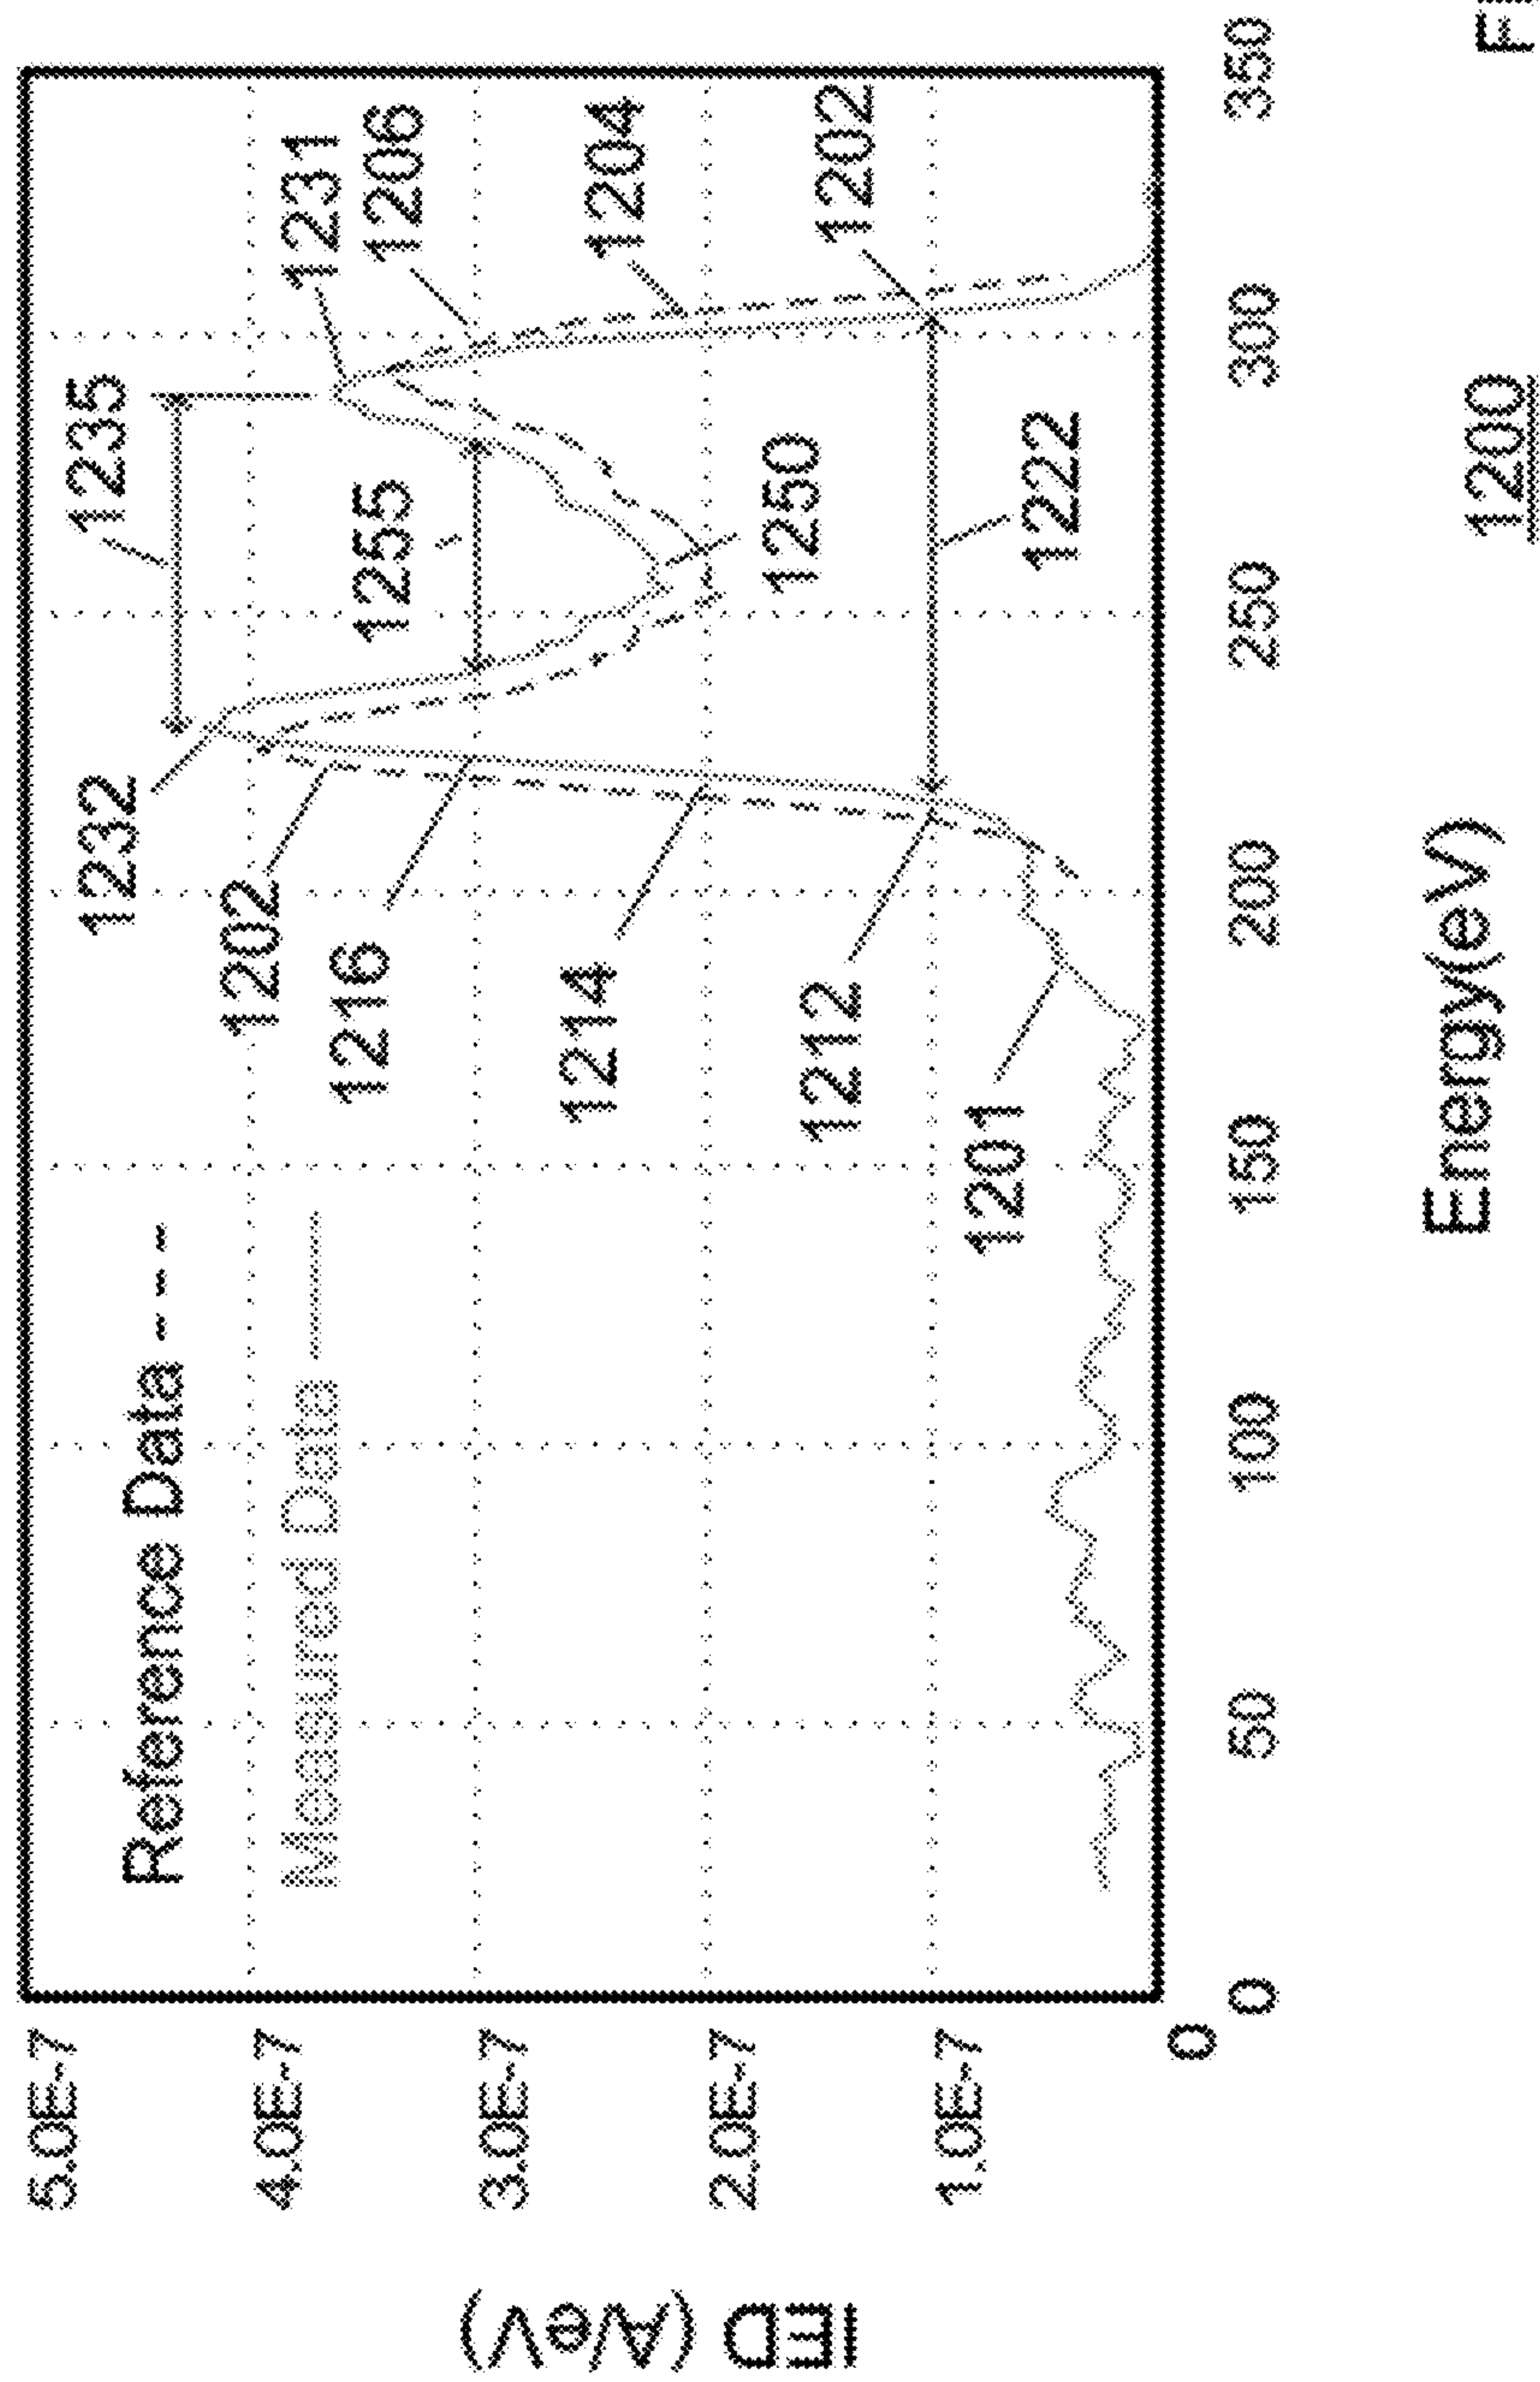 Reference Data
Measured Data
5.0E-7
4.0E-7
3.0E-7
2.0E-7
1.0E-7
0
IED (A/eV)
1235
1232
1231
1206
1202
1255
1216
1204
1214
1250
1202
1212
1222
1201
0
50
100
150
200
250
300
350
Energy(eV)
1200